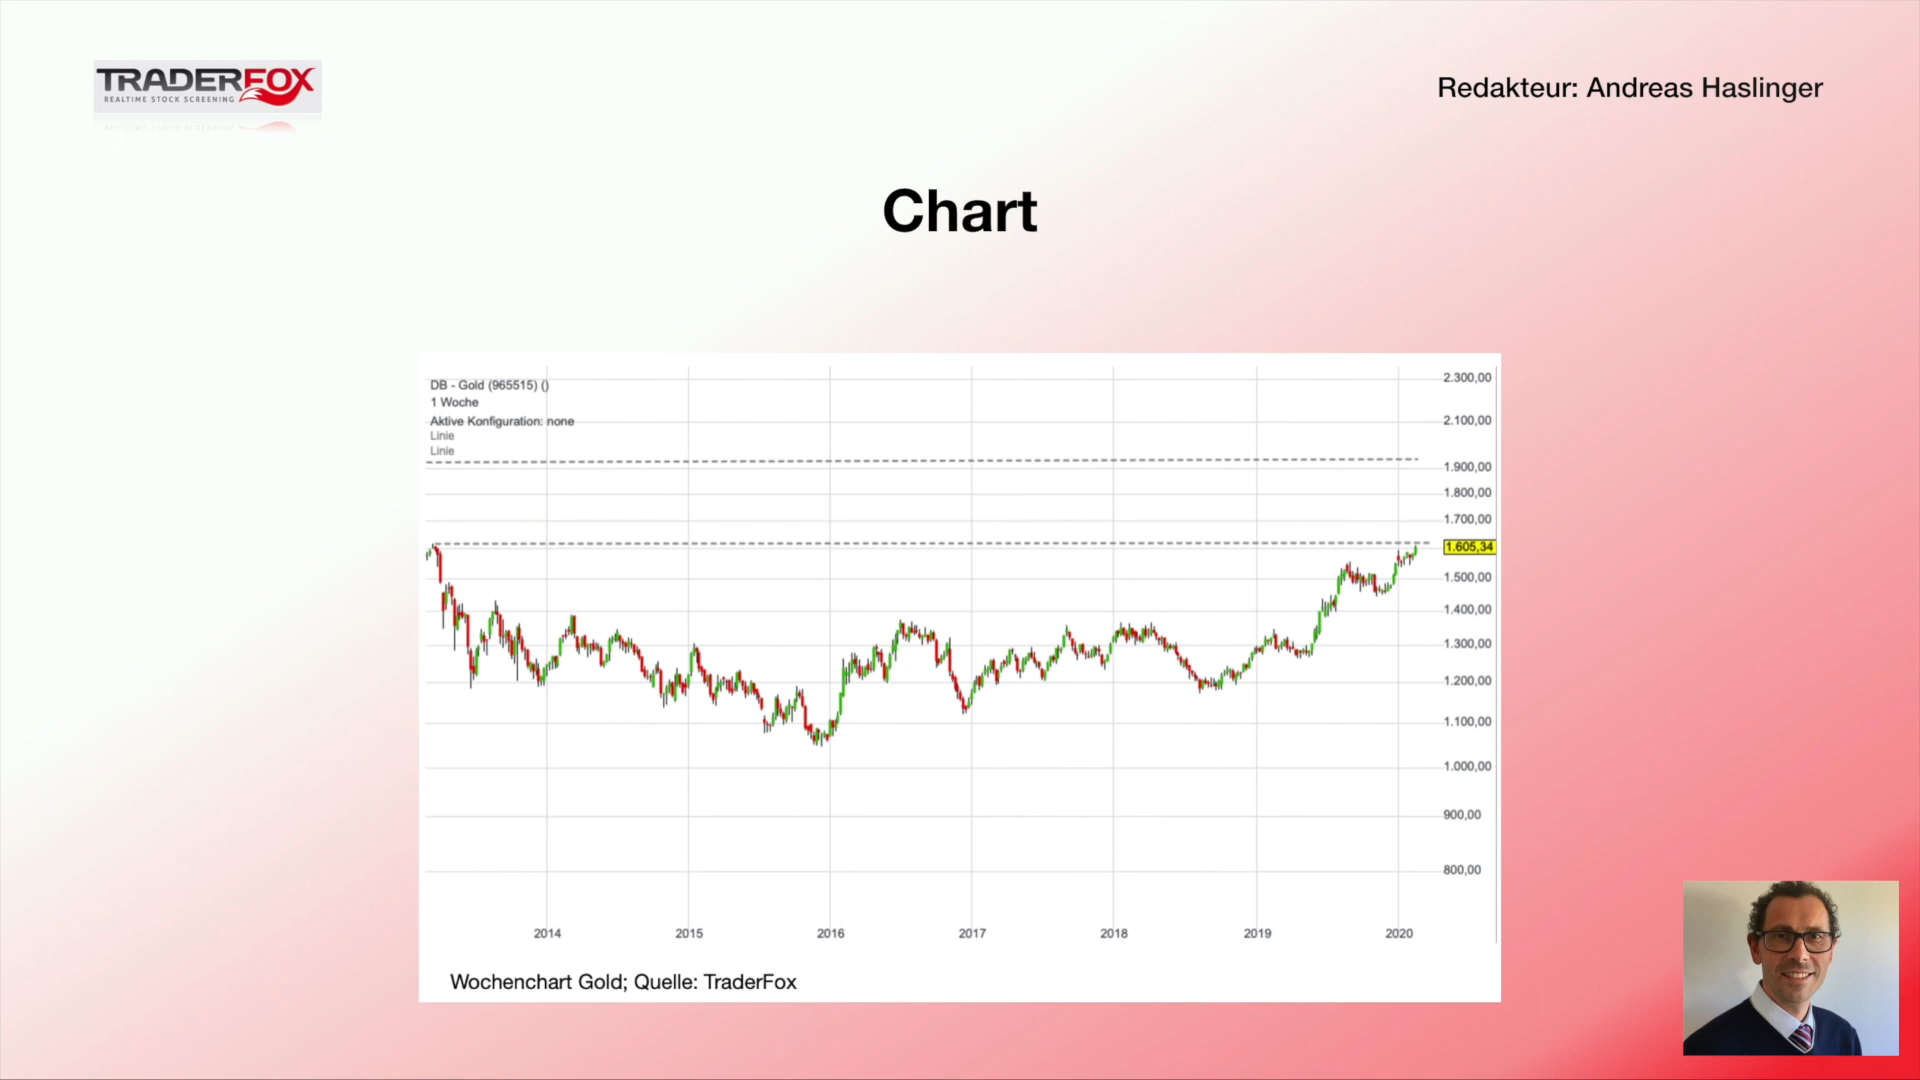 TRADERFOX
REALTIME STOCK SCREENING
Redakteur: Andreas Haslinger
Chart
DB - Gold (965515) ()
1 Woche
Aktive Konfiguration: none
Linie
Linie
2.300,00
2.100,00
1.900,00
1.800,00
1.700,00
1.605,34
1.500,00
1.400,00
1.300,00
1.200,00
1.100,00
1.000,00
900,00
800,00
2014 2015 2016 2017 2018 2019 2020
Wochenchart Gold; Quelle: TraderFox